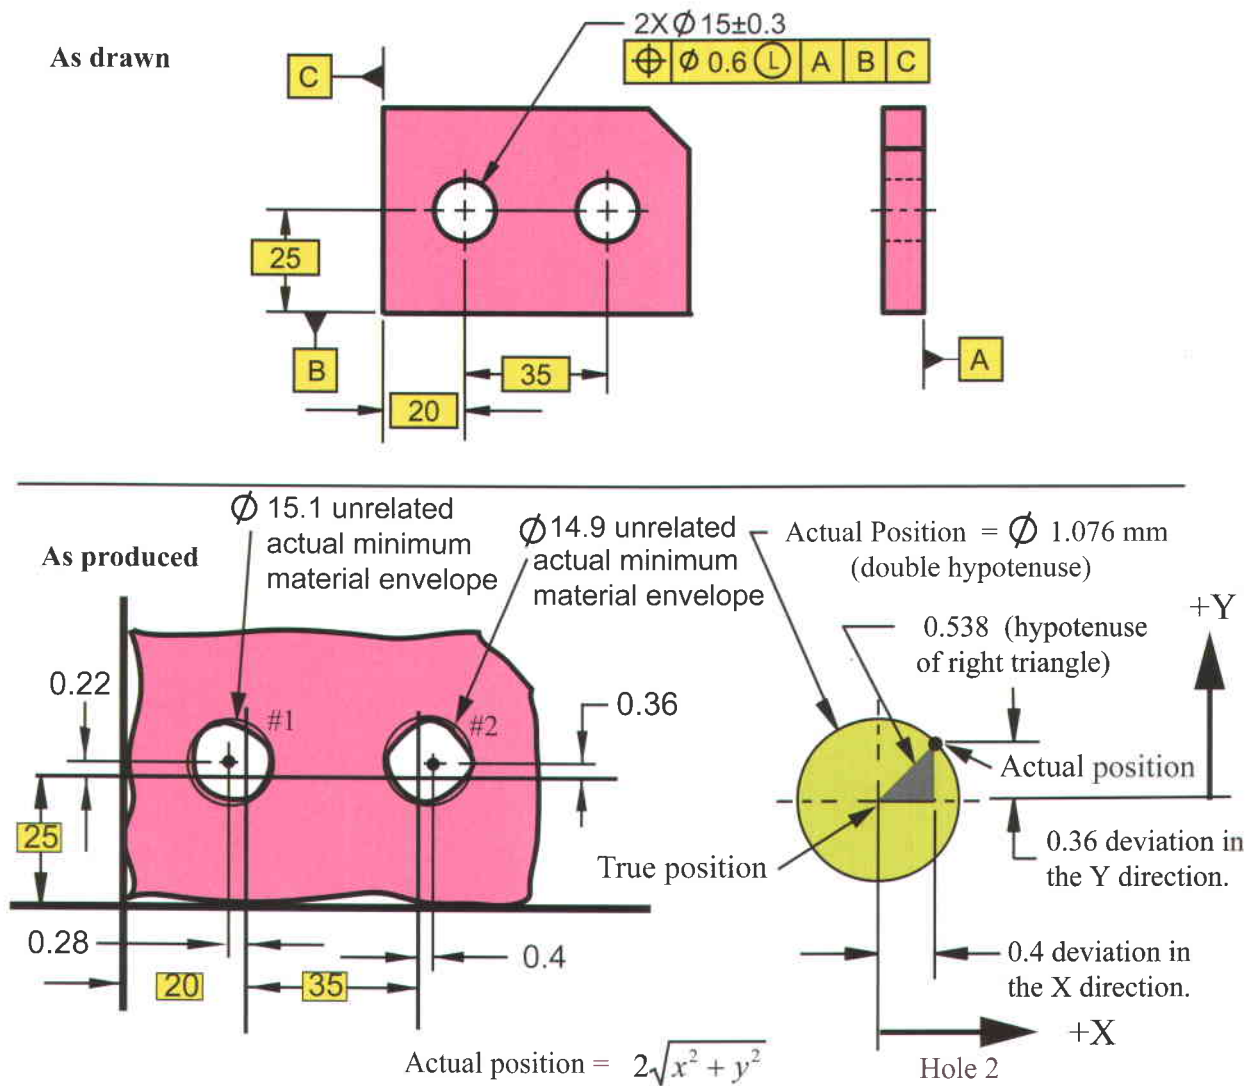 As drawn
2X Ø 15±0.3
⌖ Ø 0.6 Ⓛ A B C
C
25
B
35
20
A
Ø 15.1 unrelated
actual minimum
material envelope
Ø 14.9 unrelated
actual minimum
material envelope
As produced
Actual Position = Ø 1.076 mm
(double hypotenuse)
0.538 (hypotenuse
of right triangle)
+Y
0.22
#1
#2
0.36
Actual position
25
True position
0.36 deviation in
the Y direction.
0.28
0.4
20
35
0.4 deviation in
the X direction.
+X
Actual position = 2√x² + y²
Hole 2